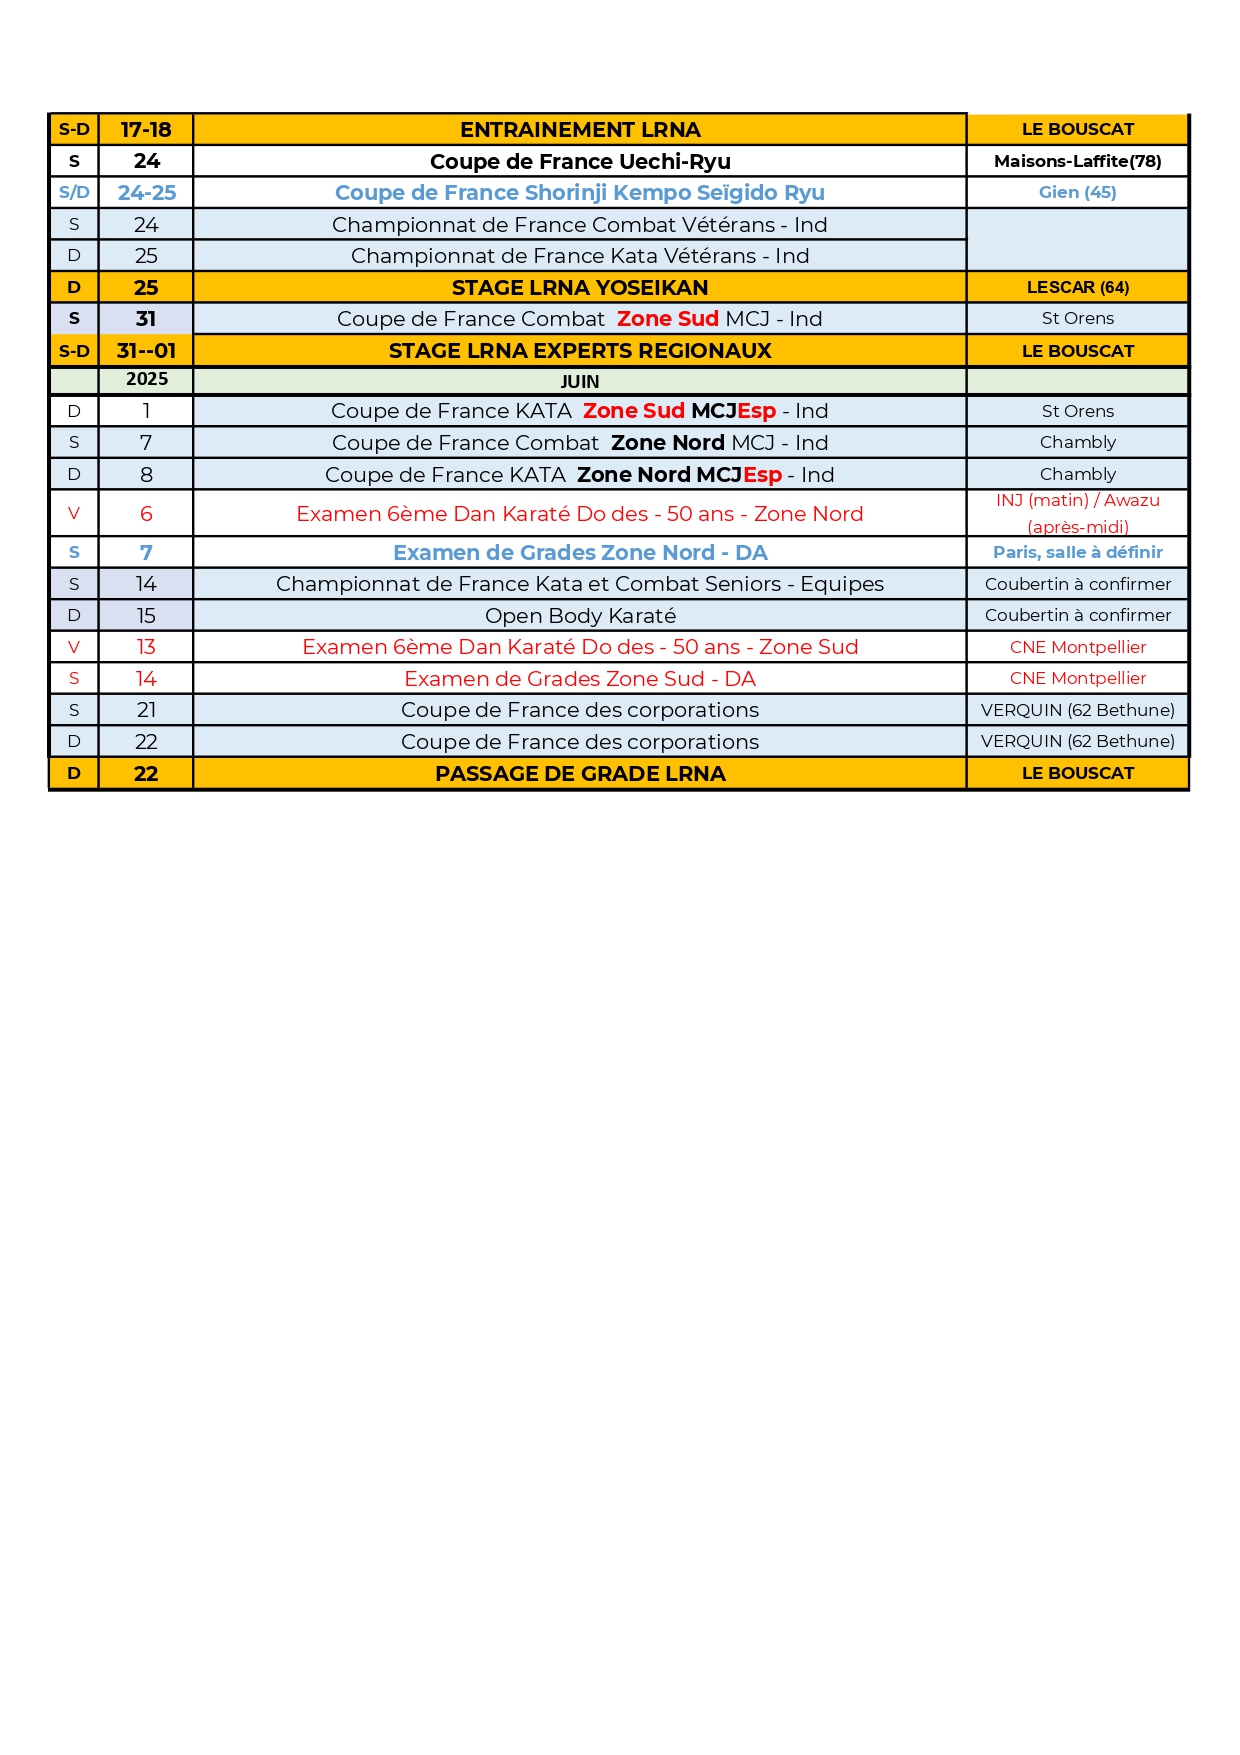 S-D 17-18 ENTRAINEMENT LRNA LE BOUSCAT
S 24 Coupe de France Uechi-Ryu Maisons-Laffite(78)
S/D 24-25 Coupe de France Shorinji Kempo Seïgido Ryu Gien (45)
S 24 Championnat de France Combat Vétérans - Ind
D 25 Championnat de France Kata Vétérans - Ind
D 25 STAGE LRNA YOSEIKAN LESCAR (64)
S 31 Coupe de France Combat Zone Sud MCJ - Ind St Orens
S-D 31--01 STAGE LRNA EXPERTS REGIONAUX LE BOUSCAT
2025 JUIN
D 1 Coupe de France KATA Zone Sud MCJEsp - Ind St Orens
S 7 Coupe de France Combat Zone Nord MCJ - Ind Chambly
D 8 Coupe de France KATA Zone Nord MCJEsp - Ind Chambly
V 6 Examen 6ème Dan Karaté Do des - 50 ans - Zone Nord INJ (matin) / Awazu
(après-midi)
S 7 Examen de Grades Zone Nord - DA Paris, salle à définir
S 14 Championnat de France Kata et Combat Seniors - Equipes Coubertin à confirmer
D 15 Open Body Karaté Coubertin à confirmer
V 13 Examen 6ème Dan Karaté Do des - 50 ans - Zone Sud CNE Montpellier
S 14 Examen de Grades Zone Sud - DA CNE Montpellier
S 21 Coupe de France des corporations VERQUIN (62 Bethune)
D 22 Coupe de France des corporations VERQUIN (62 Bethune)
D 22 PASSAGE DE GRADE LRNA LE BOUSCAT